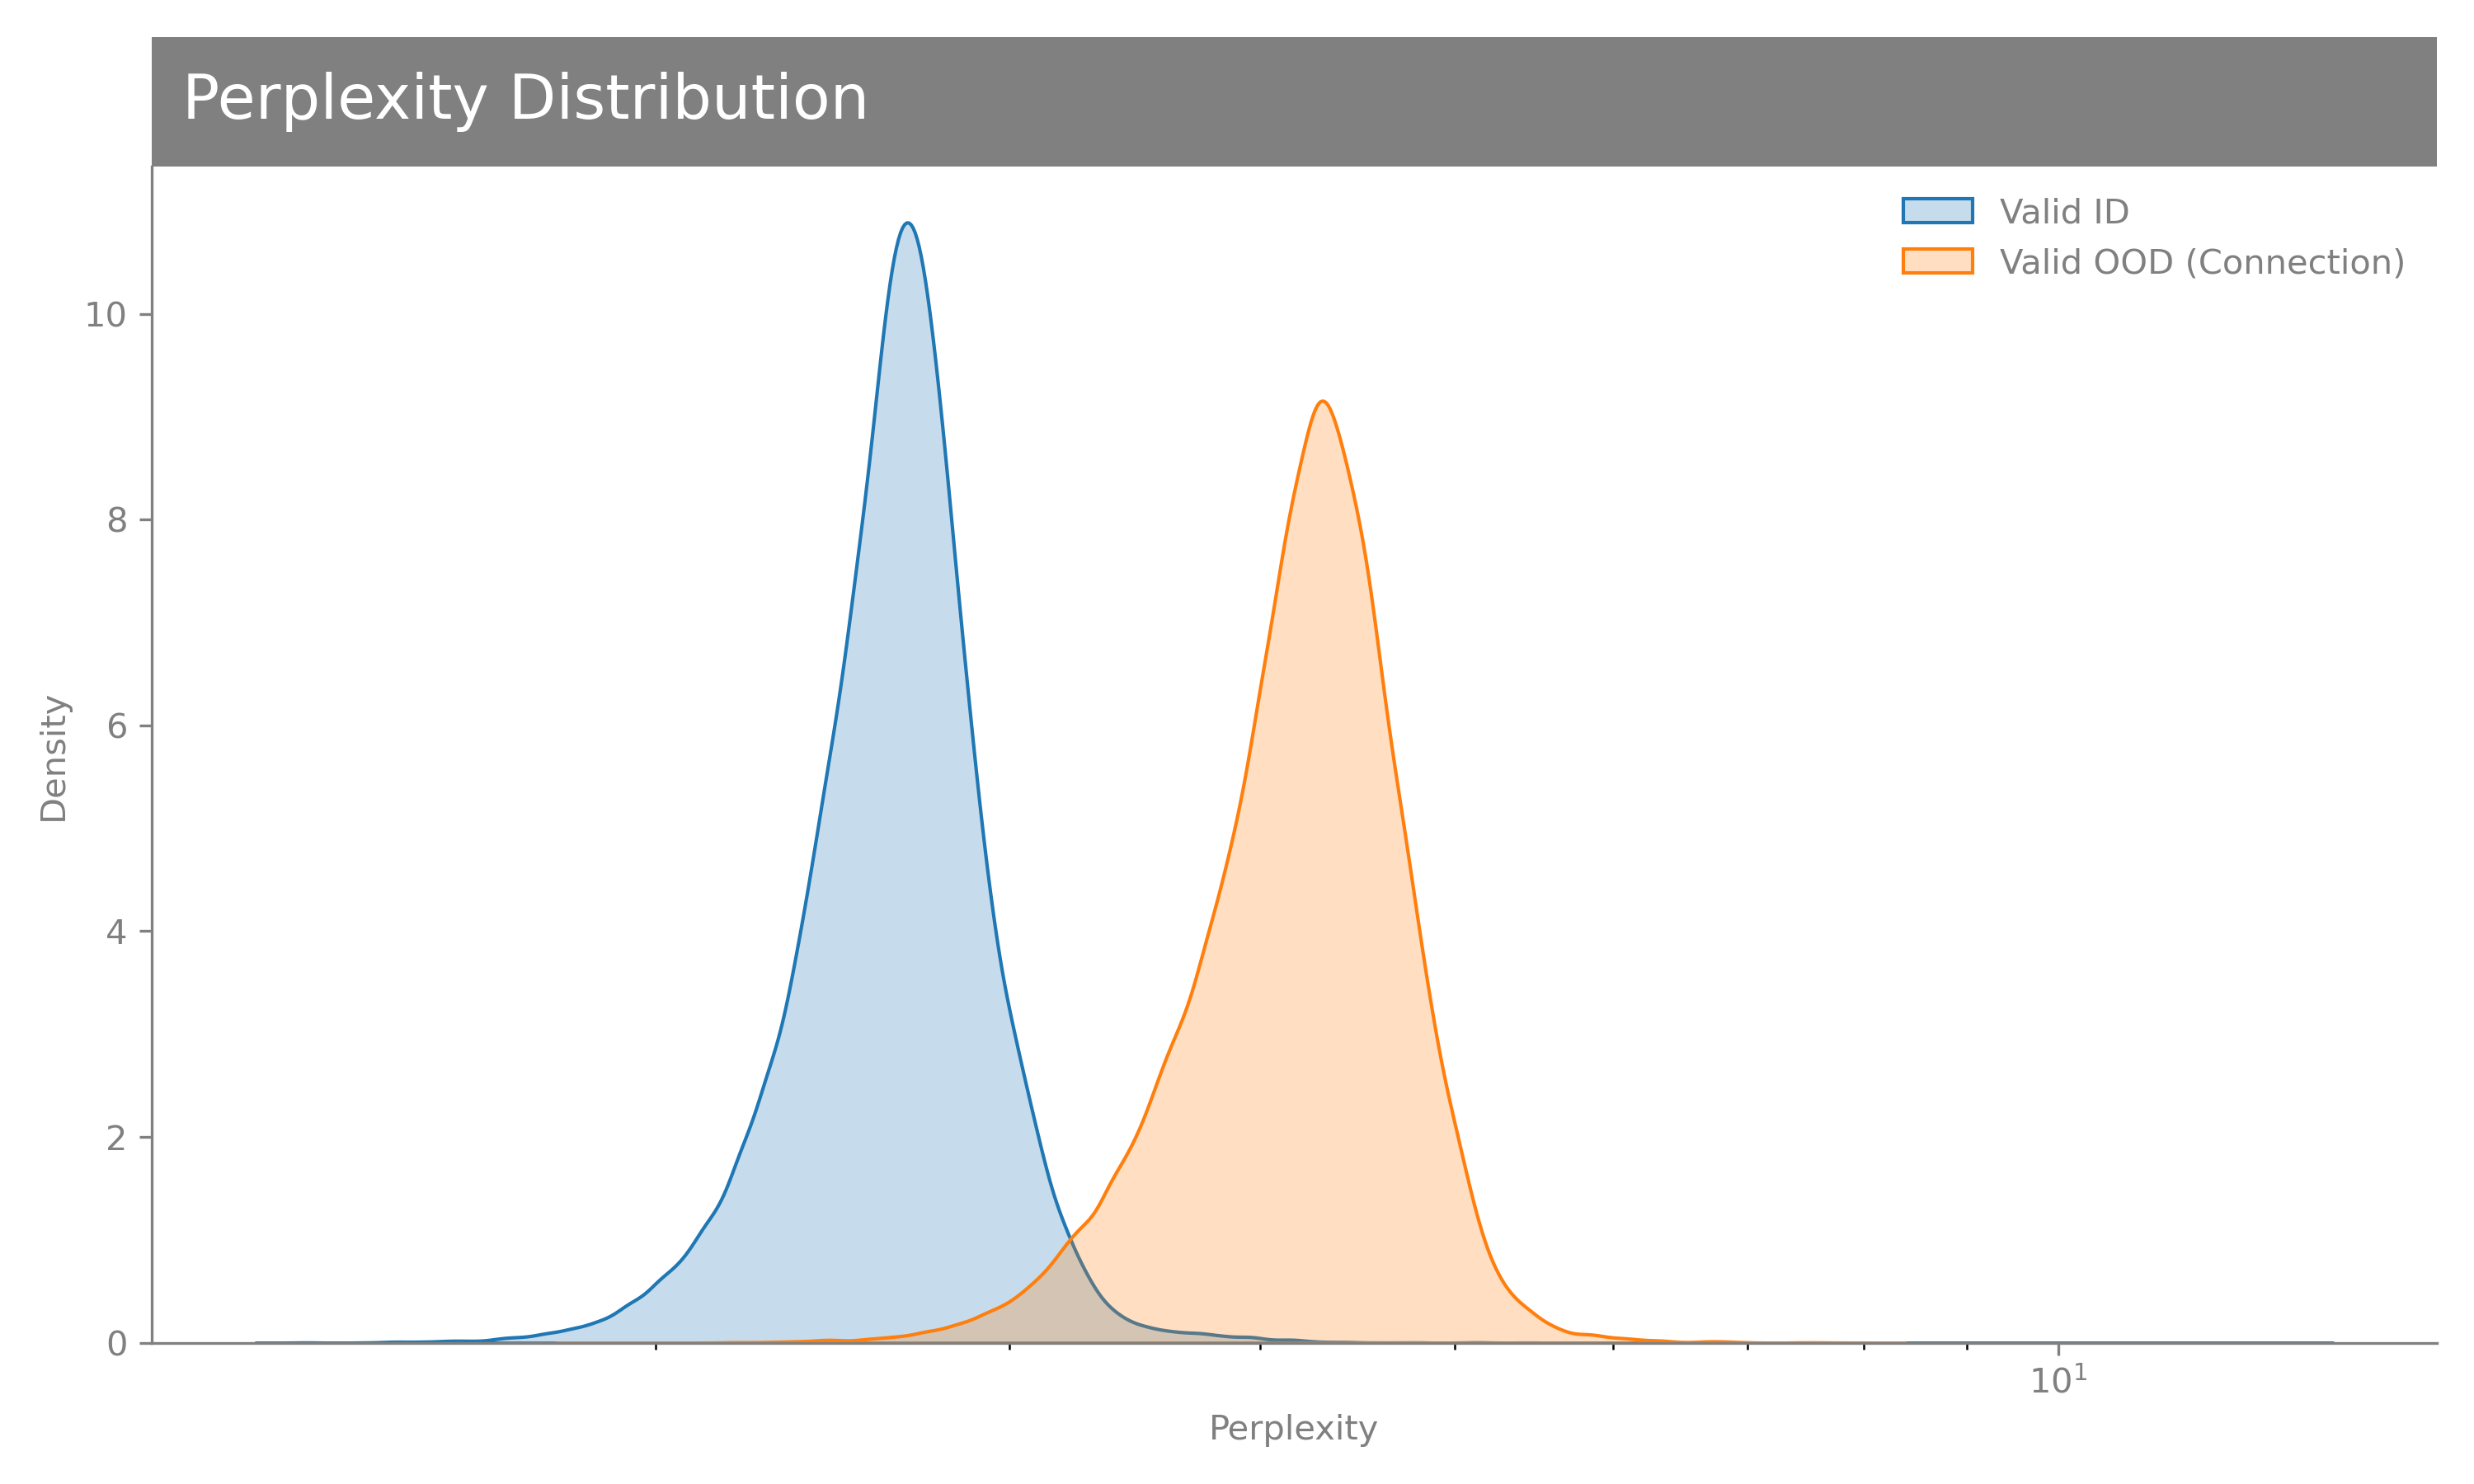 Perplexity Distribution
Valid ID
Valid OOD (Connection)
10
8
6
4
2
0
Density
10¹
Perplexity